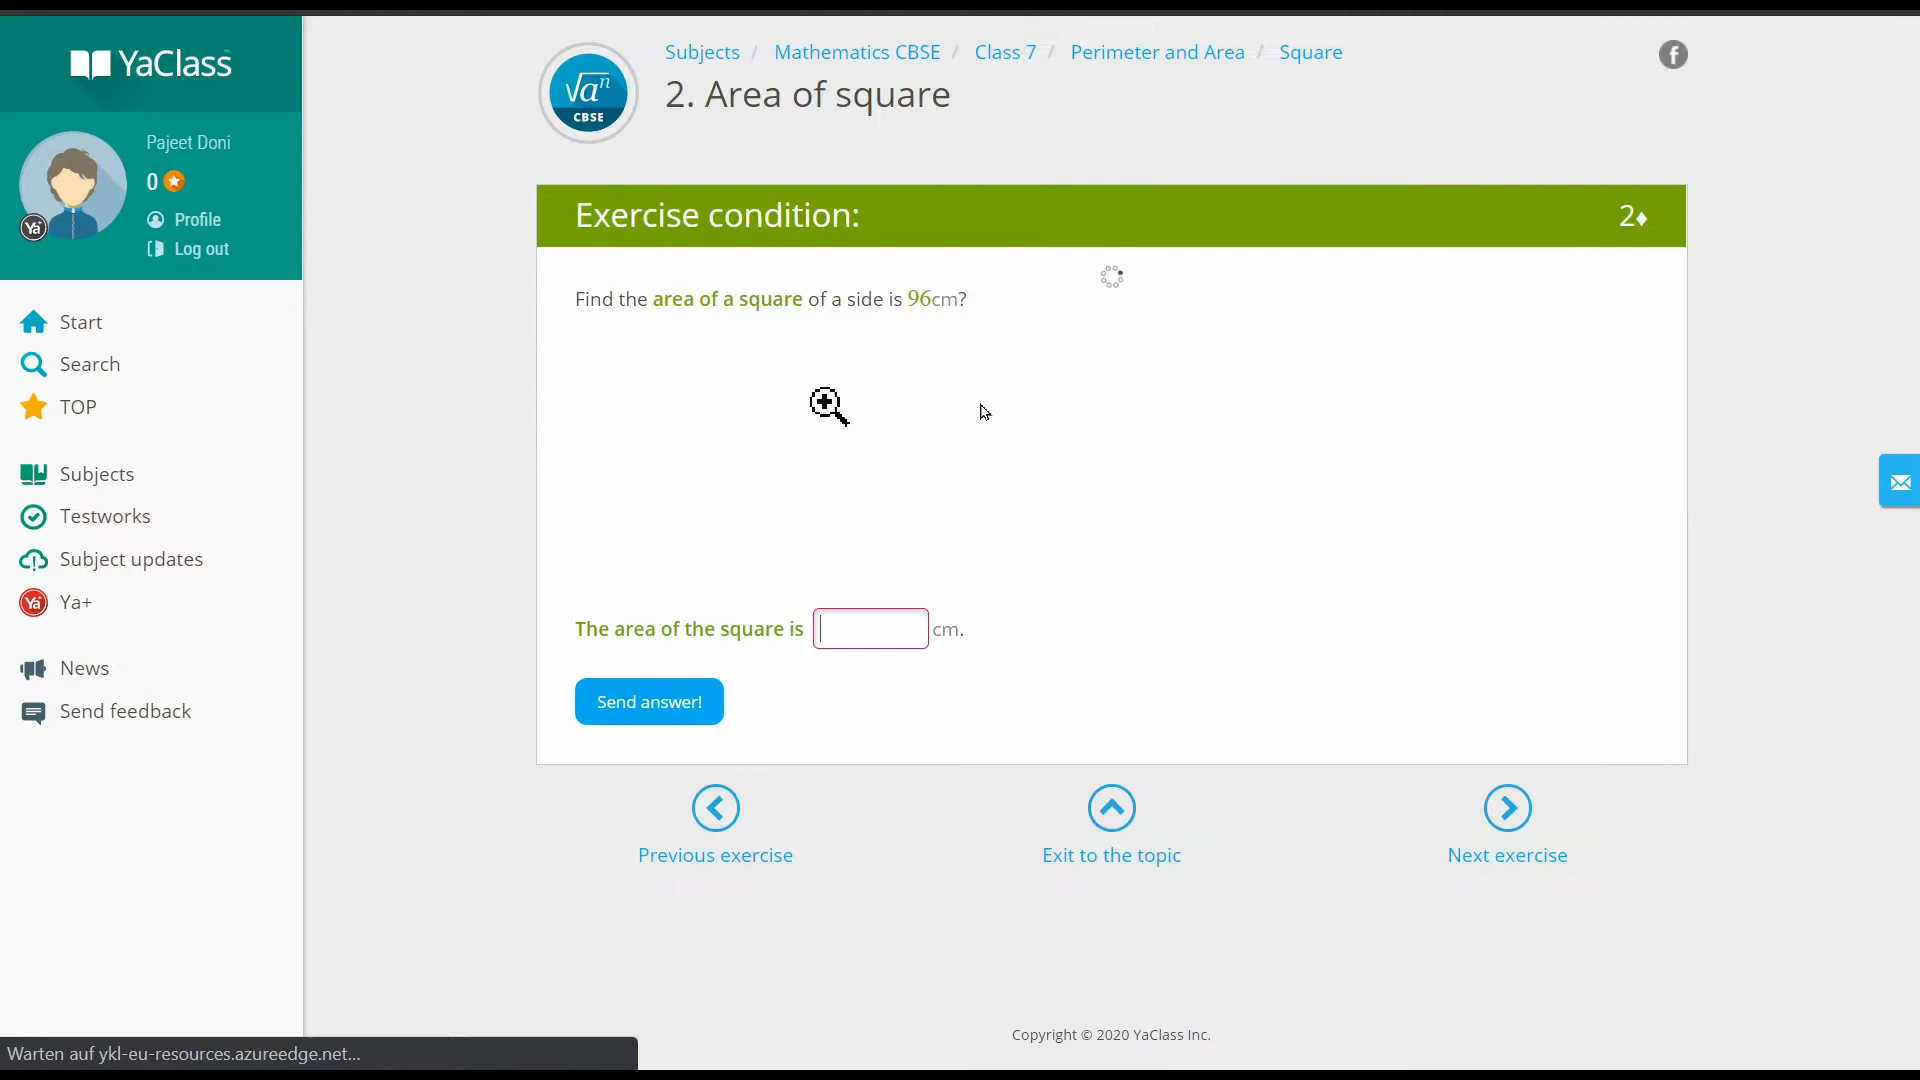 YaClass
Pajeet Doni
0
Ya
Profile
Log out
Start
Search
TOP
Subjects
Testworks
Subject updates
Ya+
Ya+
News
Send feedback
Subjects / Mathematics CBSE / Class 7 / Perimeter and Area / Square
√aⁿ
CBSE
2. Area of square
f
Exercise condition:
2♦
Find the area of a square of a side is 96cm?
The area of the square is cm.
Send answer!
Previous exercise
Exit to the topic
Next exercise
Copyright © 2020 YaClass Inc.
Warten auf ykl-eu-resources.azureedge.net...